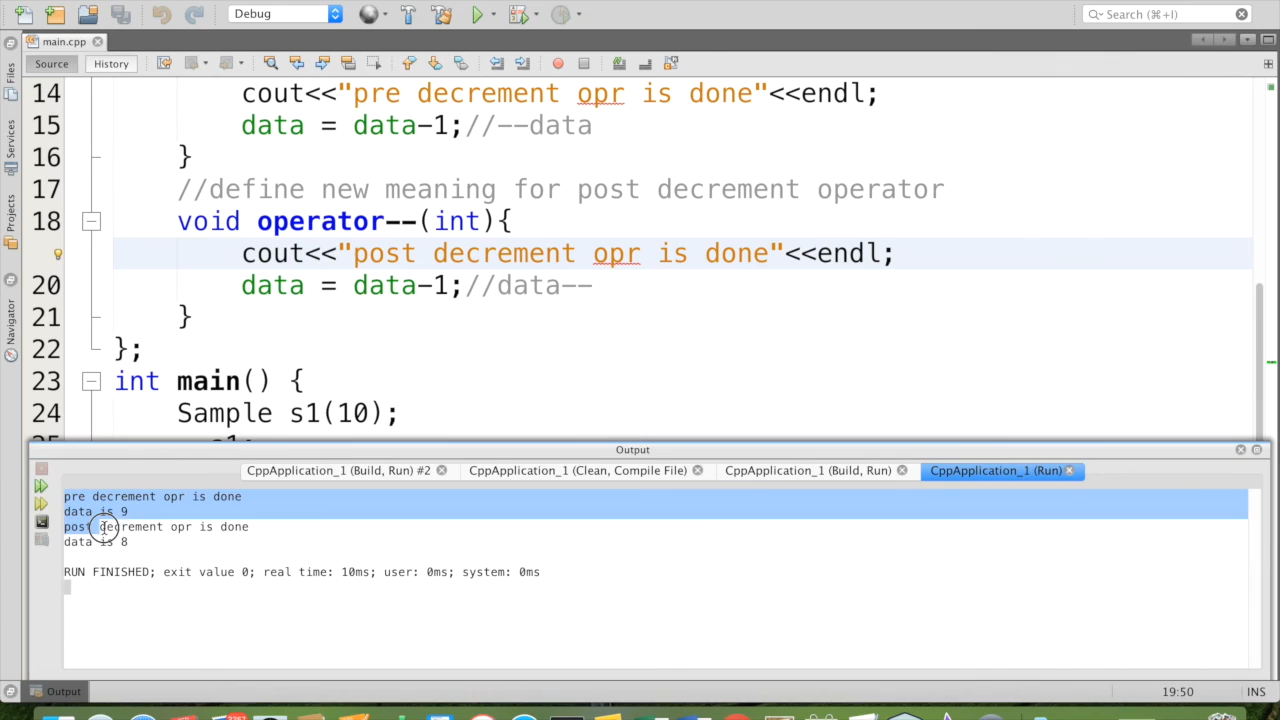 Debug
Search (⌘+I)
main.cpp
Source
History
Files
Services
Projects
Navigator
14 cout<<"pre decrement opr is done"<<endl;
15 data = data-1;//--data
16 }
17 //define new meaning for post decrement operator
18 void operator--(int){
cout<<"post decrement opr is done"<<endl;
20 data = data-1;//data--
21 }
22 };
23 int main() {
24 Sample s1(10);
Output
CppApplication_1 (Build, Run) #2
CppApplication_1 (Clean, Compile File)
CppApplication_1 (Build, Run)
CppApplication_1 (Run)
pre decrement opr is done
data is 9
post decrement opr is done
data is 8
RUN FINISHED; exit value 0; real time: 10ms; user: 0ms; system: 0ms
Output
19:50
INS